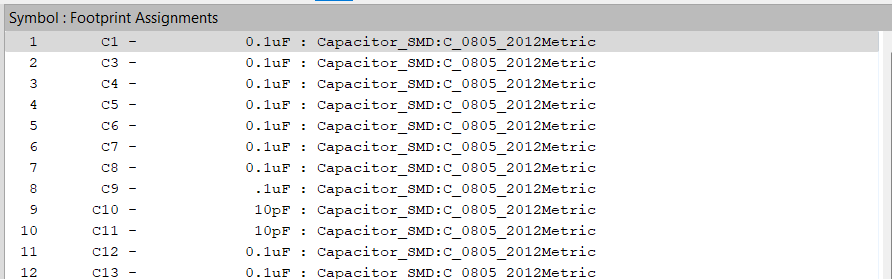 Symbol : Footprint Assignments
1 C1 - 0.1uF : Capacitor_SMD:C_0805_2012Metric
2 C3 - 0.1uF : Capacitor_SMD:C_0805_2012Metric
3 C4 - 0.1uF : Capacitor_SMD:C_0805_2012Metric
4 C5 - 0.1uF : Capacitor_SMD:C_0805_2012Metric
5 C6 - 0.1uF : Capacitor_SMD:C_0805_2012Metric
6 C7 - 0.1uF : Capacitor_SMD:C_0805_2012Metric
7 C8 - 0.1uF : Capacitor_SMD:C_0805_2012Metric
8 C9 - .1uF : Capacitor_SMD:C_0805_2012Metric
9 C10 - 10pF : Capacitor_SMD:C_0805_2012Metric
10 C11 - 10pF : Capacitor_SMD:C_0805_2012Metric
11 C12 - 0.1uF : Capacitor_SMD:C_0805_2012Metric
12 C13 - 0.1uF : Capacitor_SMD:C_0805_2012Metric